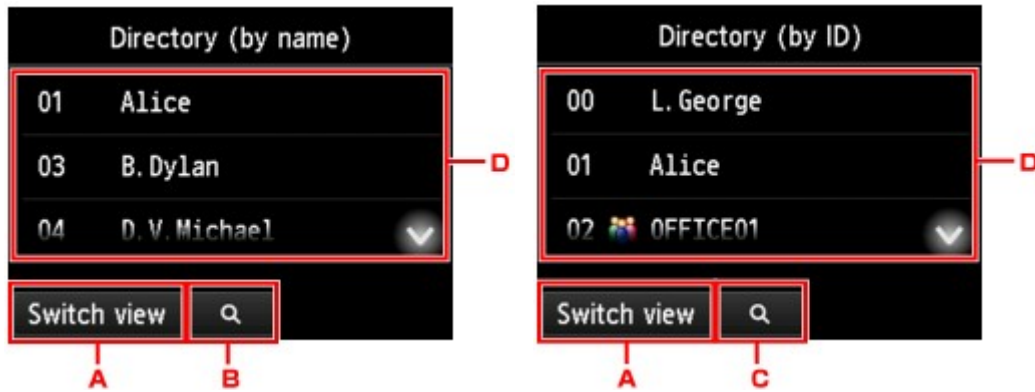 Directory (by name)
01 Alice
03 B.Dylan
04 D.V.Michael
D
Switch view
A
B
Directory (by ID)
00 L.George
01 Alice
02 OFFICE01
D
Switch view
A
C